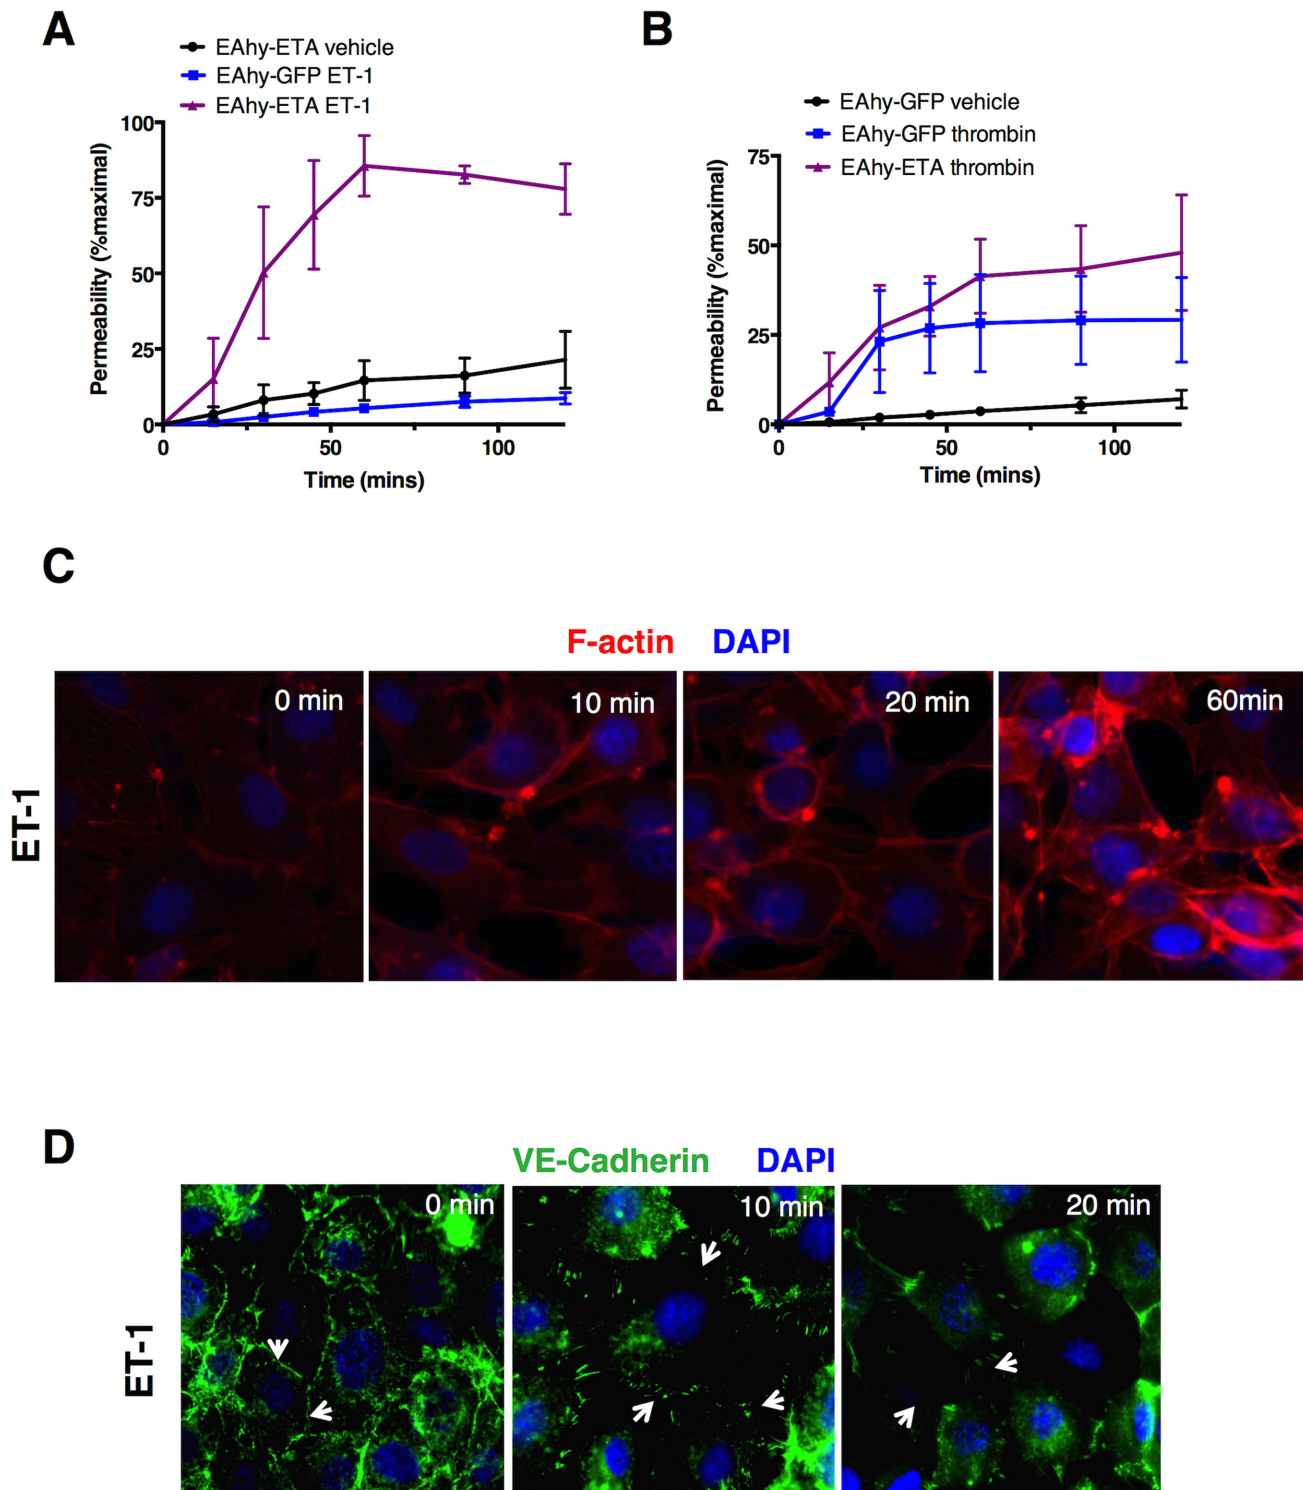 A
EAhy-ETA vehicle
EAhy-GFP ET-1
EAhy-ETA ET-1
100
75
50
25
0
Permeability (%maximal)
0
50
100
Time (mins)
B
EAhy-GFP vehicle
EAhy-GFP thrombin
EAhy-ETA thrombin
75
50
25
0
Permeability (%maximal)
0
50
100
Time (mins)
C
F-actin DAPI
ET-1
0 min
10 min
20 min
60min
D
VE-Cadherin DAPI
ET-1
0 min
10 min
20 min